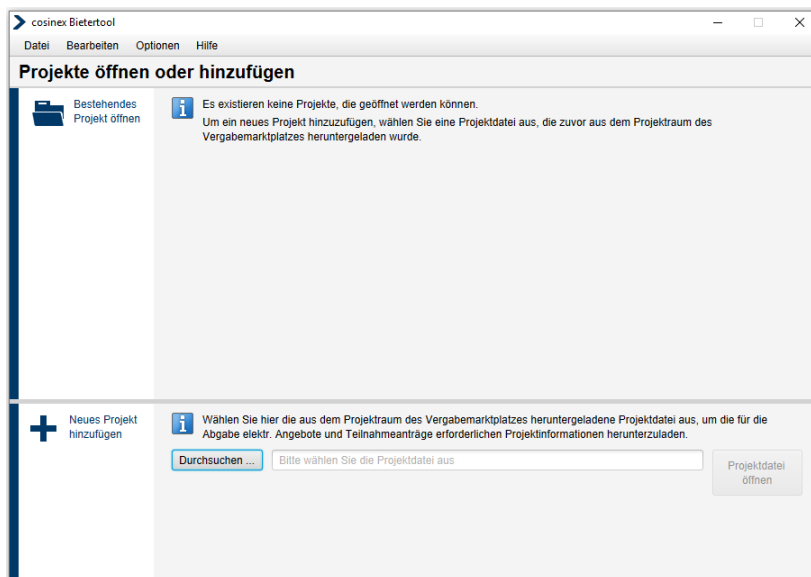 cosinex Bietertool
Datei Bearbeiten Optionen Hilfe
Projekte öffnen oder hinzufügen
Bestehendes
Projekt öffnen
Es existieren keine Projekte, die geöffnet werden können.
Um ein neues Projekt hinzuzufügen, wählen Sie eine Projektdatei aus, die zuvor aus dem Projektraum des
Vergabemarktplatzes heruntergeladen wurde.
Neues Projekt
hinzufügen
Wählen Sie hier die aus dem Projektraum des Vergabemarktplatzes heruntergeladene Projektdatei aus, um die für die
Abgabe elektr. Angebote und Teilnahmeanträge erforderlichen Projektinformationen herunterzuladen.
Durchsuchen ... Bitte wählen Sie die Projektdatei aus
Projektdatei
öffnen